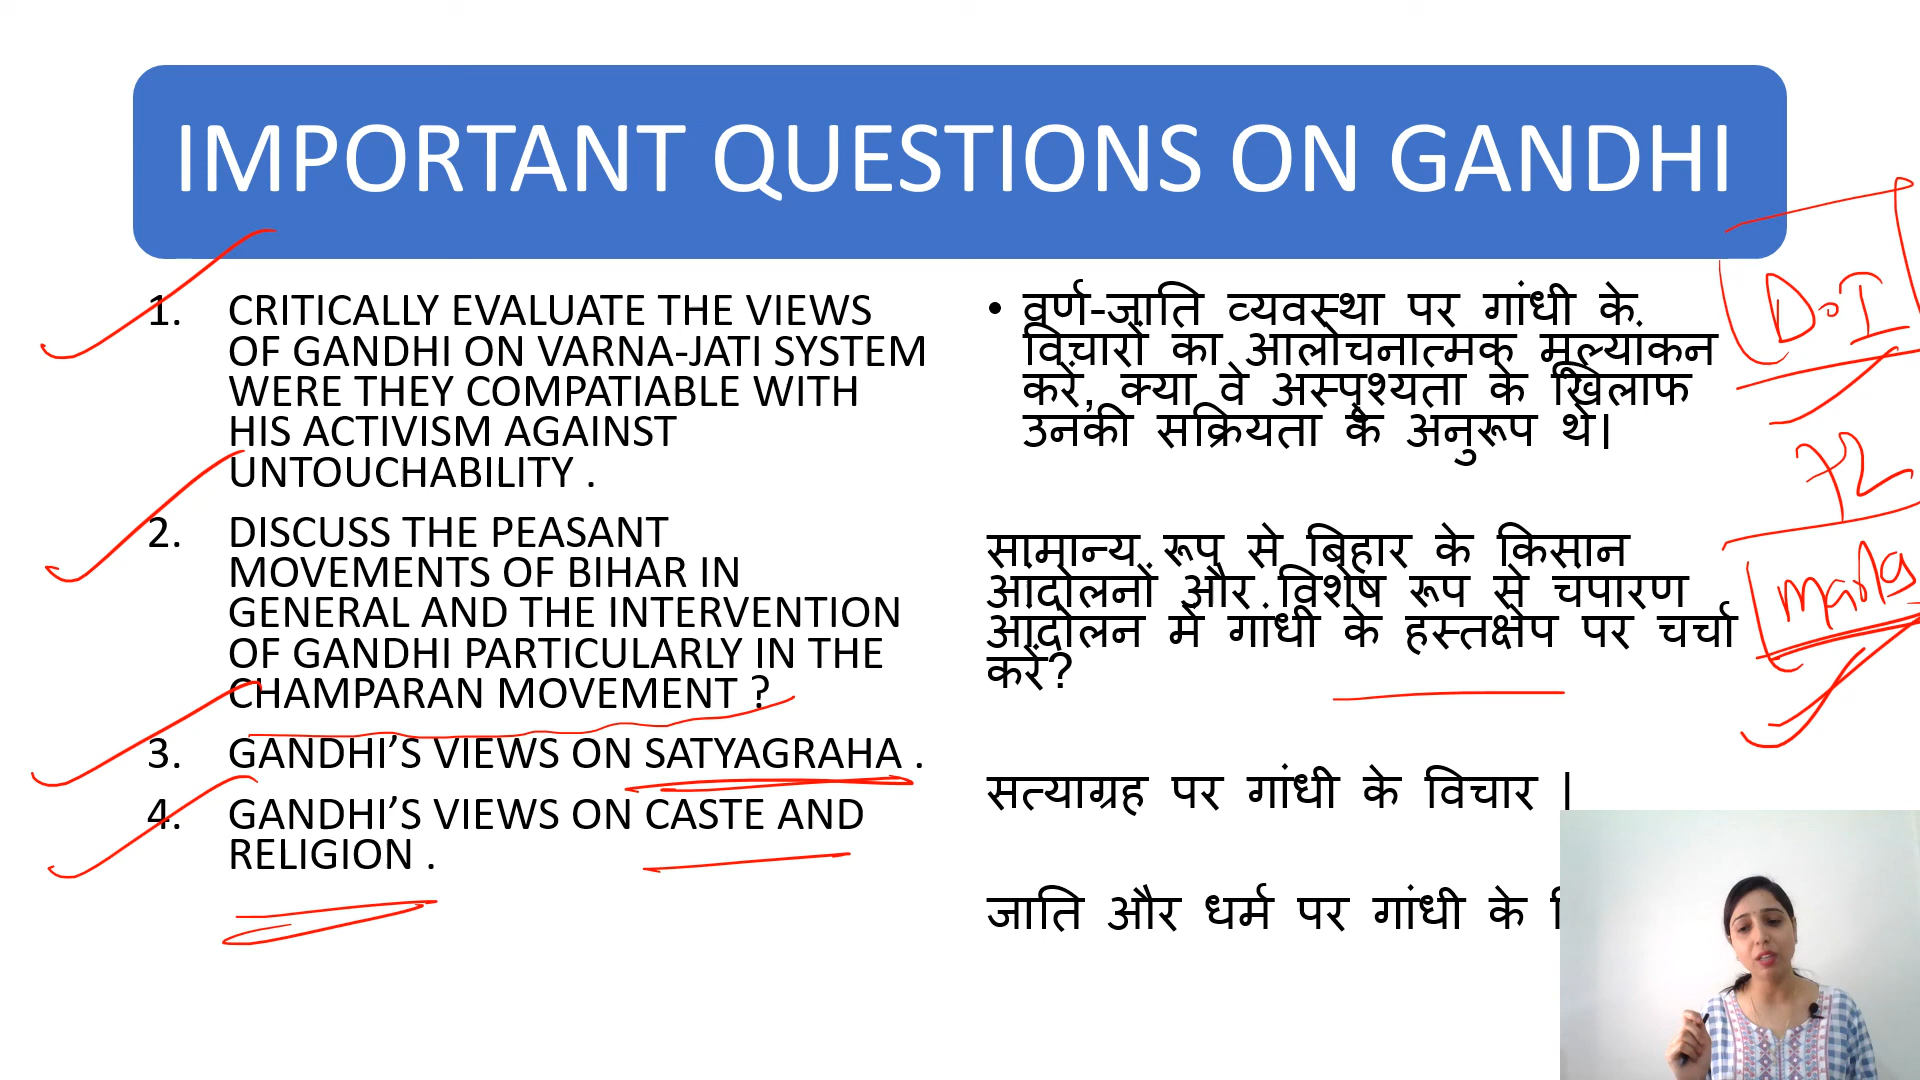 IMPORTANT QUESTIONS ON GANDHI
1. CRITICALLY EVALUATE THE VIEWS
OF GANDHI ON VARNA-JATI SYSTEM
WERE THEY COMPATIABLE WITH
HIS ACTIVISM AGAINST
UNTOUCHABILITY .
2. DISCUSS THE PEASANT
MOVEMENTS OF BIHAR IN
GENERAL AND THE INTERVENTION
OF GANDHI PARTICULARLY IN THE
CHAMPARAN MOVEMENT ?
3. GANDHI’S VIEWS ON SATYAGRAHA .
4. GANDHI’S VIEWS ON CASTE AND
RELIGION .
• वर्ण-जाति व्यवस्था पर गांधी के
विचारों का आलोचनात्मक मूल्यांकन
करें, क्या वे अस्पृश्यता के खिलाफ
उनकी सक्रियता के अनुरूप थे।
सामान्य रूप से बिहार के किसान
आंदोलनों और विशेष रूप से चंपारण
आंदोलन में गांधी के हस्तक्षेप पर चर्चा
करें?
सत्याग्रह पर गांधी के विचार |
जाति और धर्म पर गांधी के
72
marks